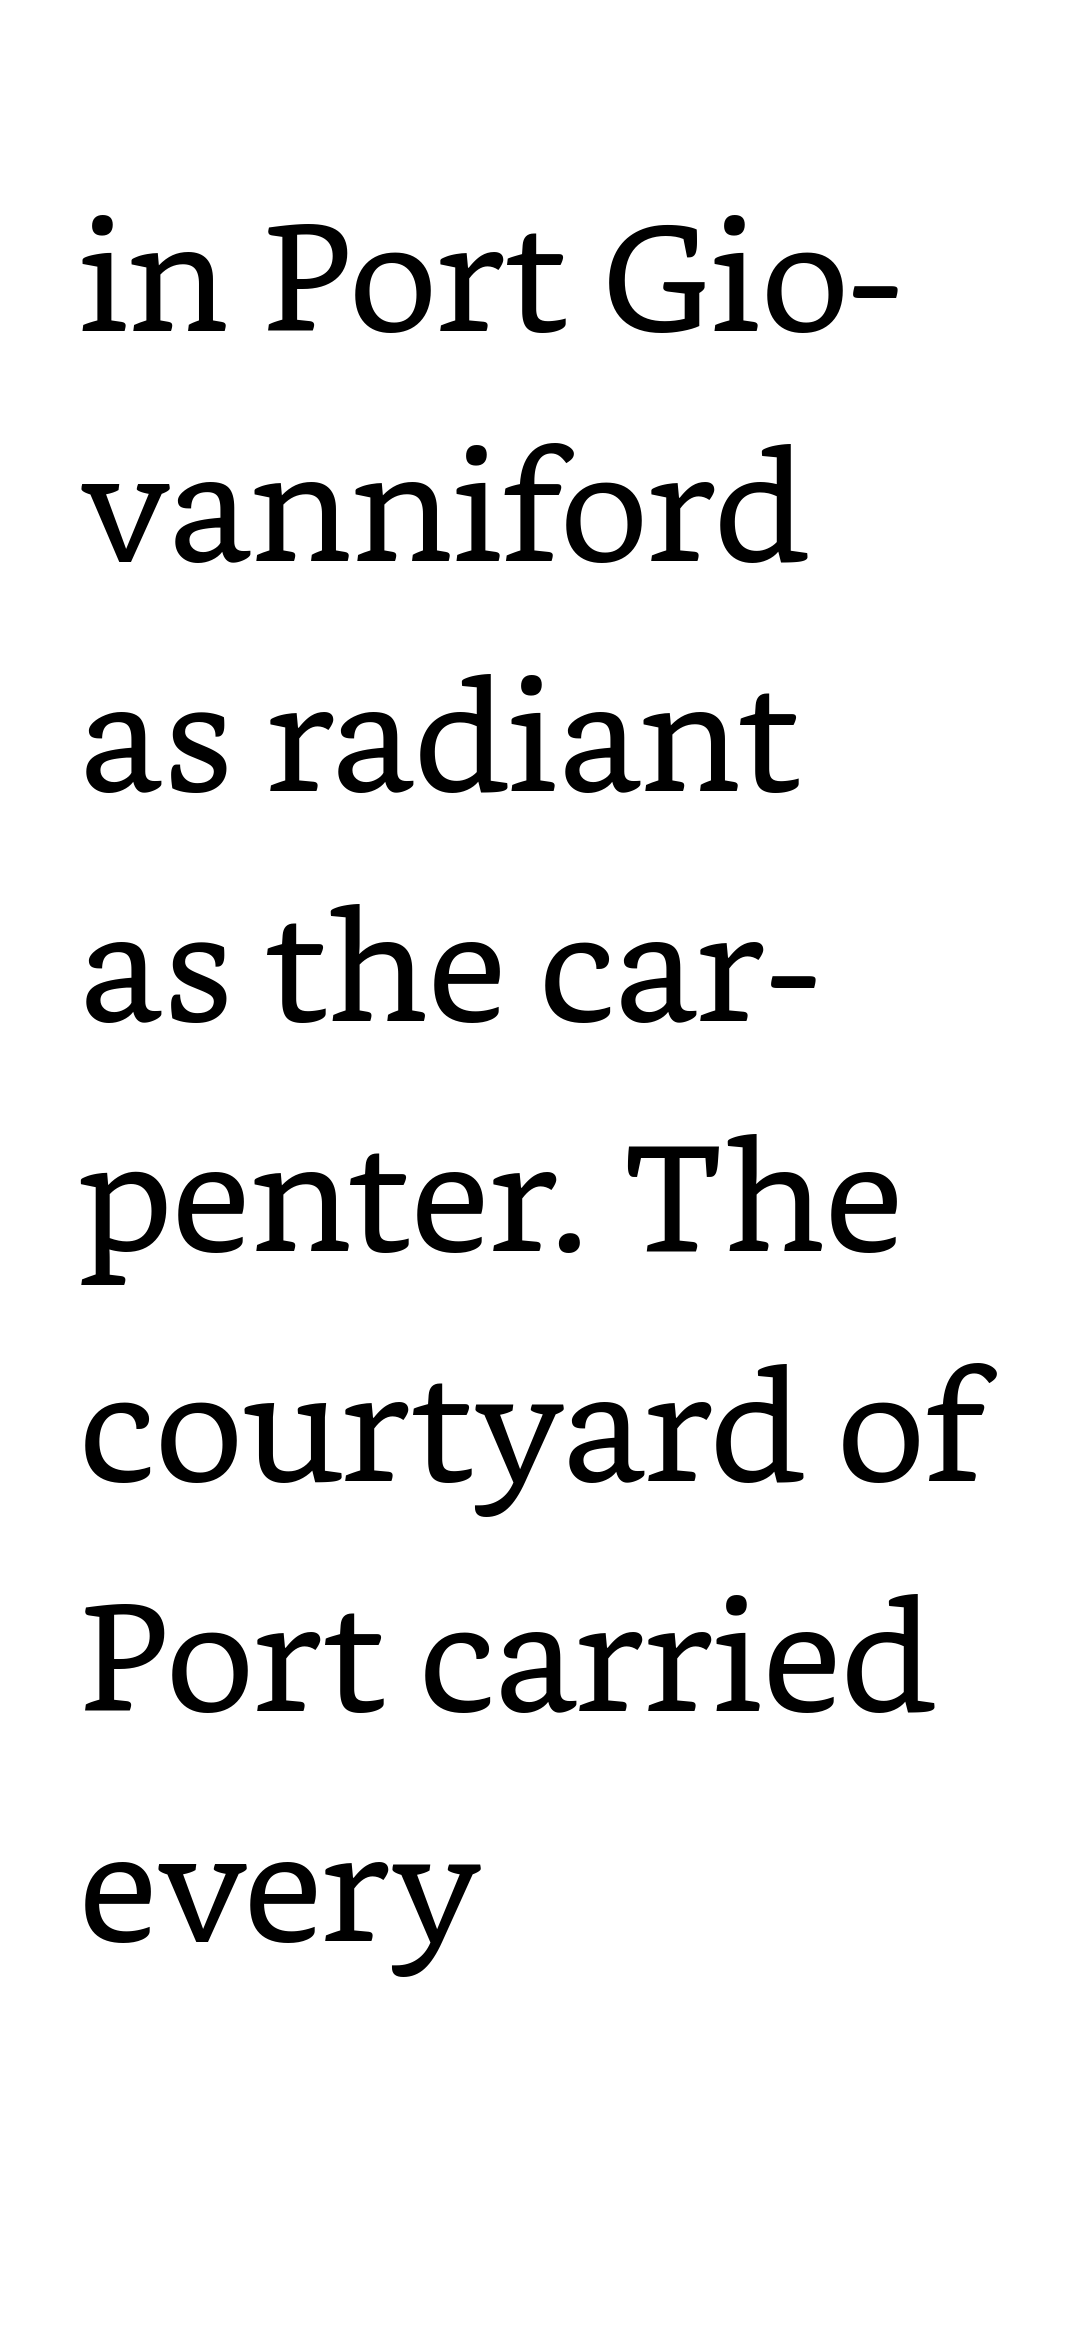 in Port Gio-
vanniford
as radiant
as the car-
penter. The
courtyard of
Port carried
every